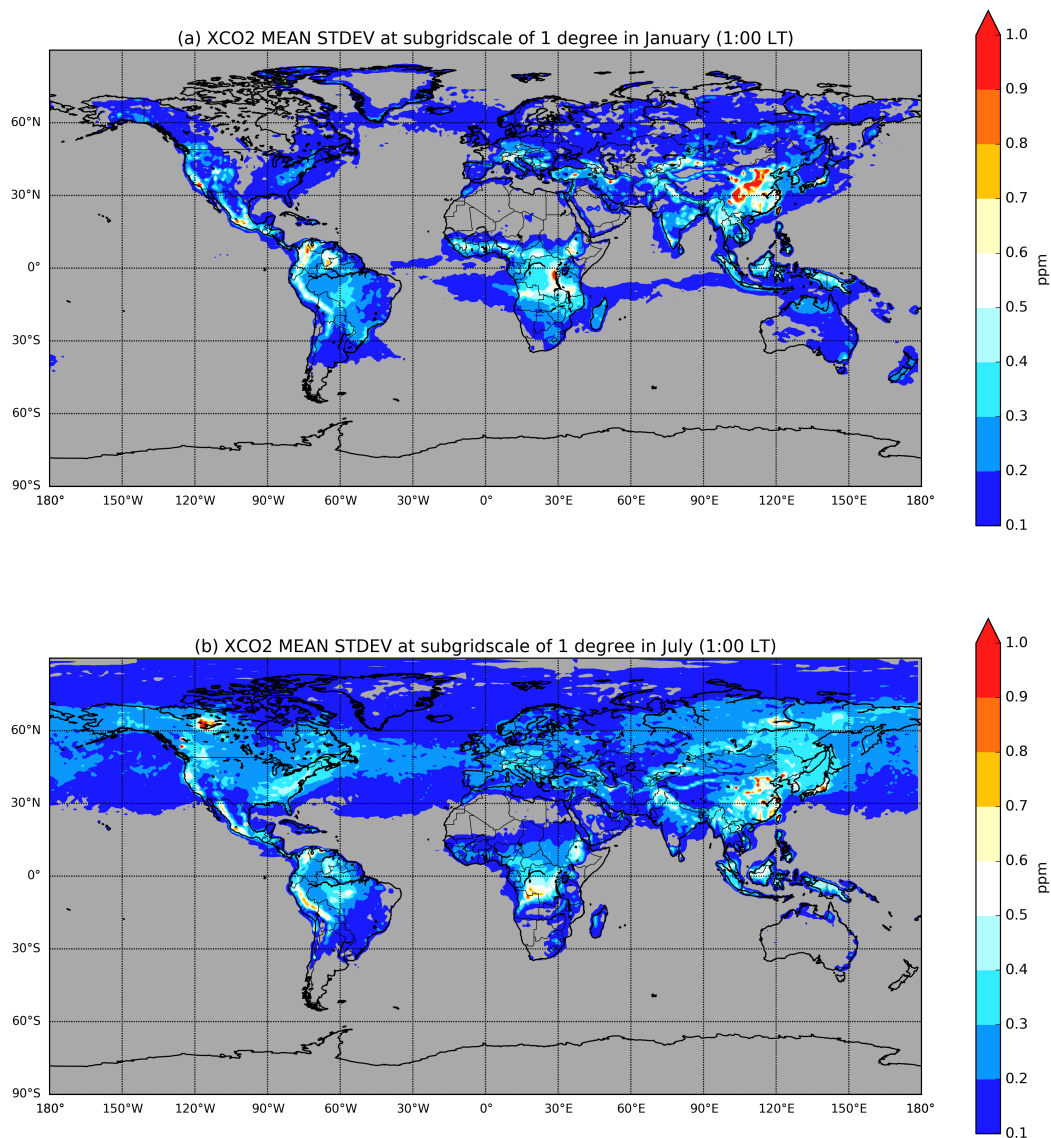 (a) XCO2 MEAN STDEV at subgridscale of 1 degree in January (1:00 LT)
1.0
0.9
0.8
0.7
0.6
0.5
0.4
0.3
0.2
0.1
ppm
60°N
30°N
0°
30°S
60°S
90°S
180° 150°W 120°W 90°W 60°W 30°W 0° 30°E 60°E 90°E 120°E 150°E 180°
(b) XCO2 MEAN STDEV at subgridscale of 1 degree in July (1:00 LT)
1.0
0.9
0.8
0.7
0.6
0.5
0.4
0.3
0.2
0.1
ppm
60°N
30°N
0°
30°S
60°S
90°S
180° 150°W 120°W 90°W 60°W 30°W 0° 30°E 60°E 90°E 120°E 150°E 180°